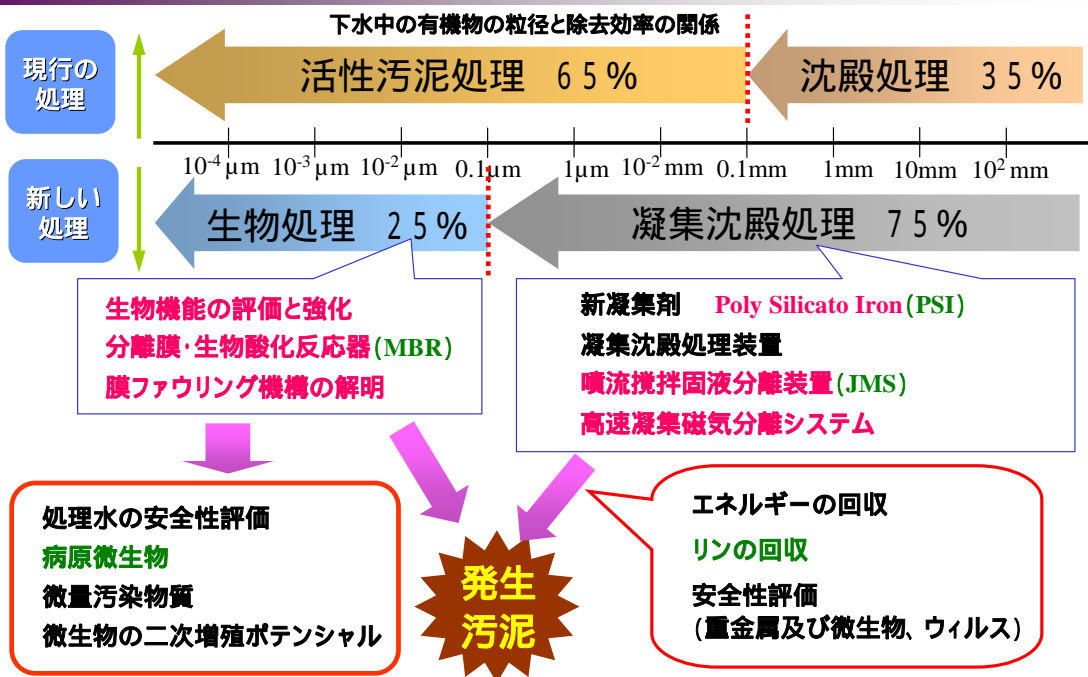 下水中の有機物の粒径と除去効率の関係
現行の
処理
活性汚泥処理 65%
沈殿処理 35%
10-4 μm 10-3 μm 10-2 μm 0.1μm 1μm 10-2 mm 0.1mm 1mm 10mm 102 mm
新しい
処理
生物処理 25%
凝集沈殿処理 75%
生物機能の評価と強化
分離膜・生物酸化反応器(MBR)
膜ファウリング機構の解明
新凝集剤 Poly Silicato Iron(PSI)
凝集沈殿処理装置
噴流撹拌固液分離装置(JMS)
高速凝集磁気分離システム
処理水の安全性評価
病原微生物
微量汚染物質
微生物の二次増殖ポテンシャル
発生
汚泥
エネルギーの回収
リンの回収
安全性評価
(重金属及び微生物、ウィルス)